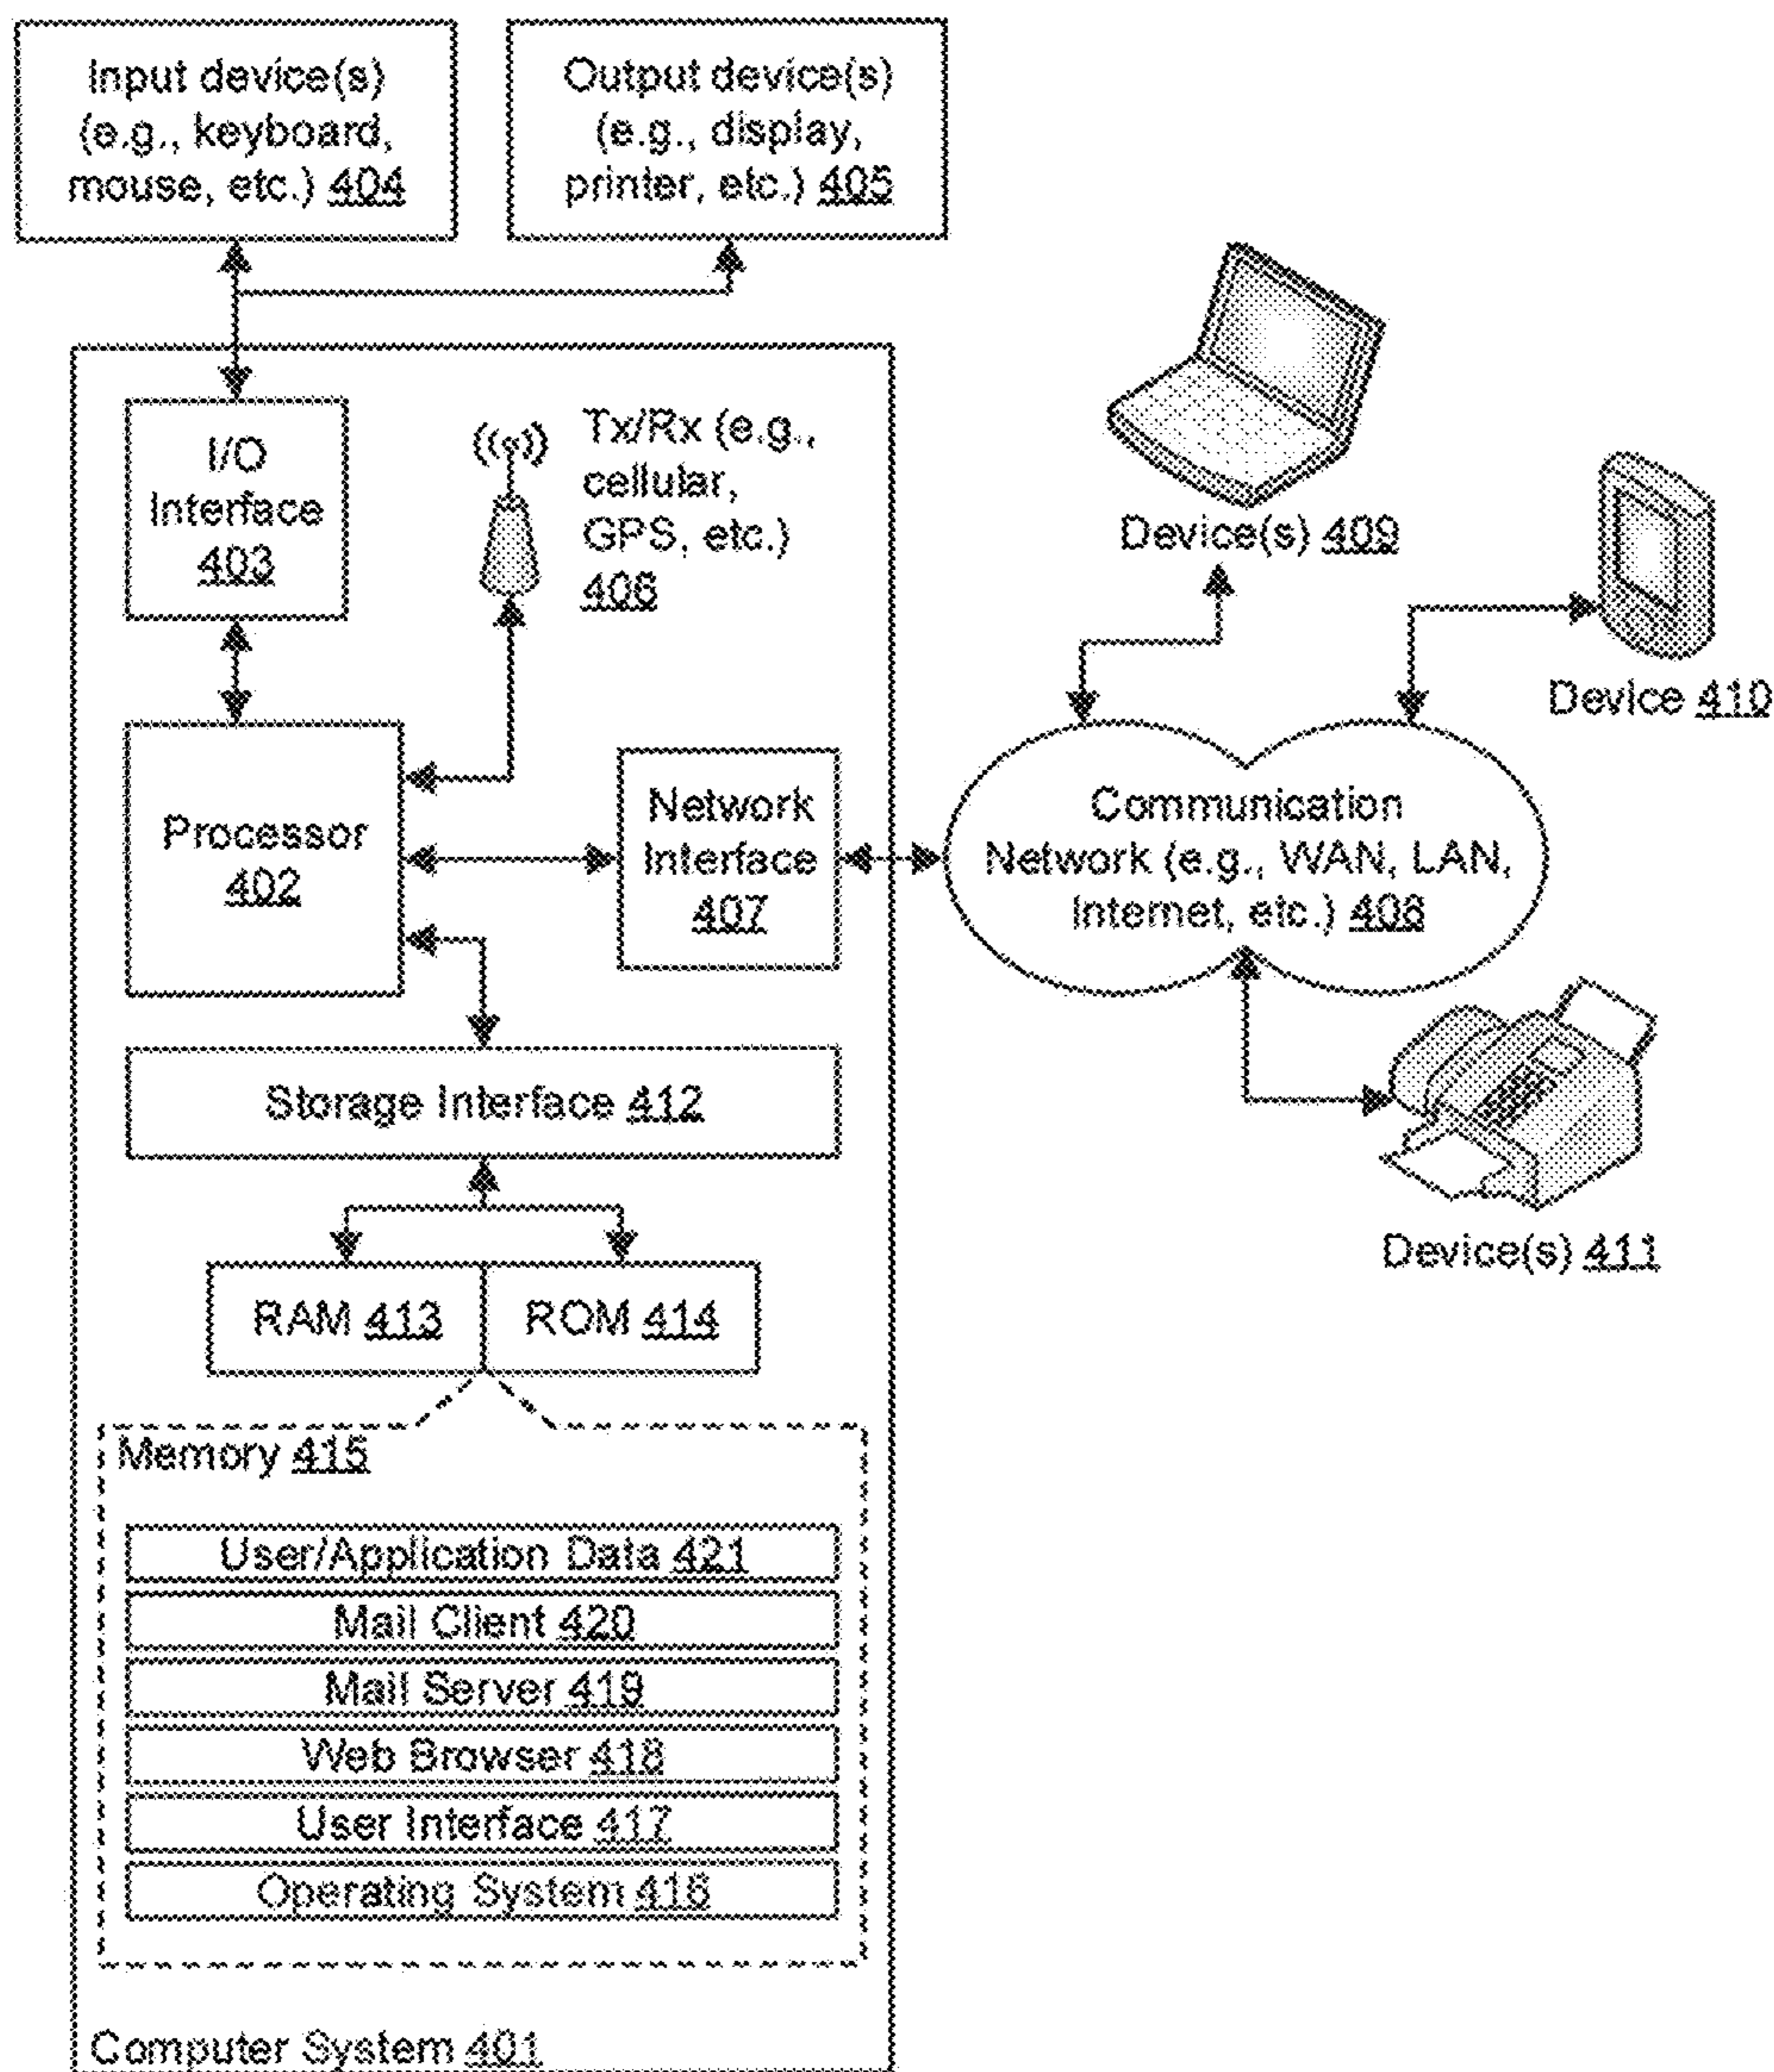 Input device(s)
(e.g., keyboard,
mouse, etc.) 404
Output device(s)
(e.g., display,
printer, etc.) 405
I/O
Interface
403
Tx/Rx (e.g.,
cellular,
GPS, etc.)
406
Device(s) 409
Device 410
Processor
402
Network
Interface
407
Communication
Network (e.g., WAN, LAN,
Internet, etc.) 408
Storage Interface 412
Device(s) 411
RAM 413
ROM 414
Memory 415
User/Application Data 421
Mail Client 420
Mail Server 419
Web Browser 418
User Interface 417
Operating System 416
Computer System 401